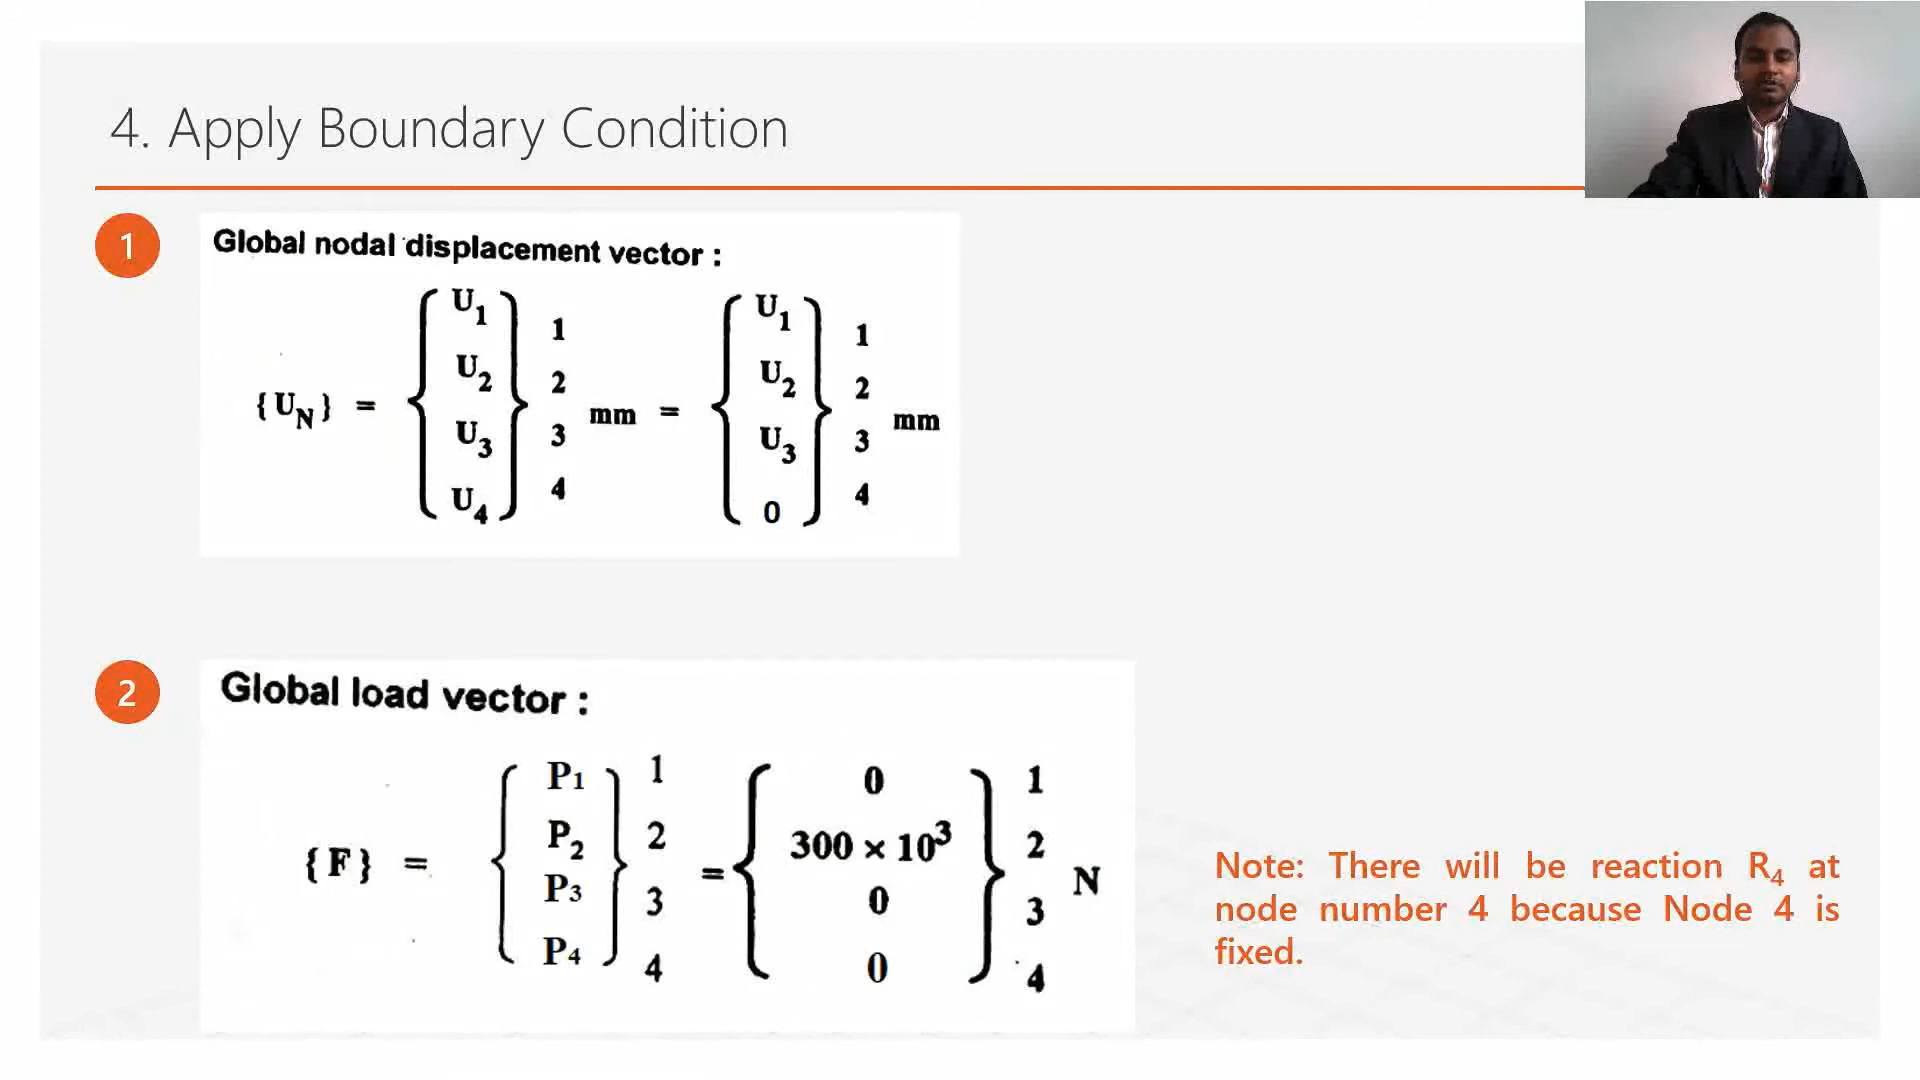 4. Apply Boundary Condition
1
Global nodal displacement vector :
{U_N} = {U₁ U₂ U₃ U₄} 1 2 3 4 mm = {U₁ U₂ U₃ 0} 1 2 3 4 mm
2
Global load vector :
{F} = {P₁ P₂ P₃ P₄} 1 2 3 4 = {0 300 × 10³ 0 0} 1 2 3 4 N
Note: There will be reaction R₄ at
node number 4 because Node 4 is
fixed.